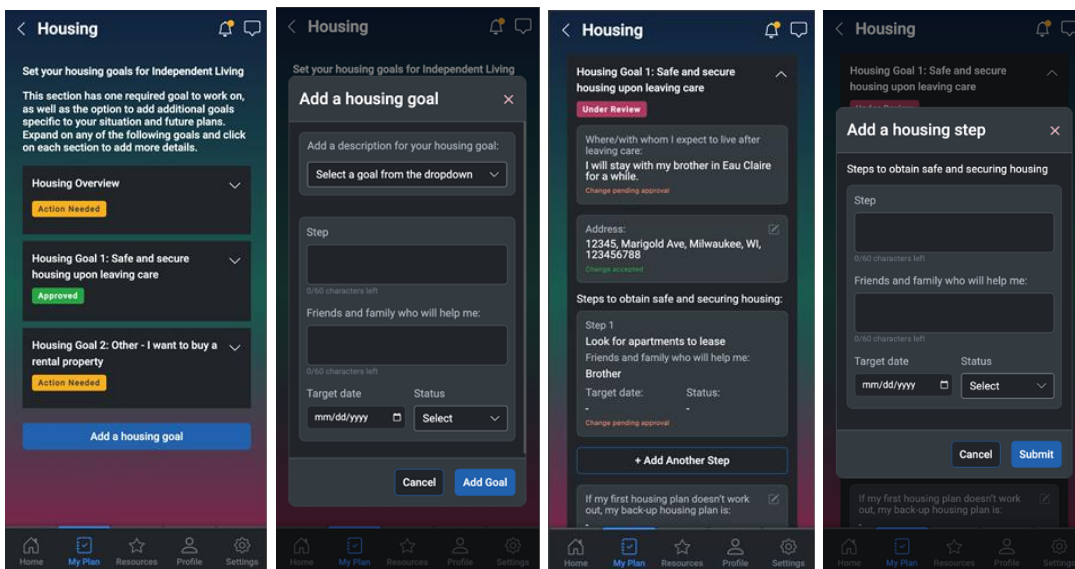 Housing
Set your housing goals for Independent Living
This section has one required goal to work on,
as well as the option to add additional goals
specific to your situation and future plans.
Expand on any of the following goals and click
on each section to add more details.
Housing Overview
Action Needed
Housing Goal 1: Safe and secure
housing upon leaving care
Approved
Housing Goal 2: Other - I want to buy a
rental property
Action Needed
Add a housing goal
Home My Plan Resources Profile Settings
Housing
Set your housing goals for Independent Living
Add a housing goal
Add a description for your housing goal:
Select a goal from the dropdown
Step
0/60 characters left
Friends and family who will help me:
0/60 characters left
Target date Status
mm/dd/yyyy Select
Cancel Add Goal
Home My Plan Resources Profile Settings
Housing
Housing Goal 1: Safe and secure
housing upon leaving care
Under Review
Where/with whom I expect to live after
leaving care:
I will stay with my brother in Eau Claire
for a while.
Change pending approval
Address:
12345, Marigold Ave, Milwaukee, WI,
123456788
Change accepted
Steps to obtain safe and securing housing:
Step 1
Look for apartments to lease
Friends and family who will help me:
Brother
Target date: Status:
- -
Change pending approval
+ Add Another Step
If my first housing plan doesn't work
out, my back-up housing plan is:
-
Home My Plan Resources Profile Settings
Housing
Housing Goal 1: Safe and secure
housing upon leaving care
Under Review
Add a housing step
Steps to obtain safe and securing housing
Step
0/60 characters left
Friends and family who will help me:
0/60 characters left
Target date Status
mm/dd/yyyy Select
Cancel Submit
If my first housing plan doesn't work
out, my back-up housing plan is:
Home My Plan Resources Profile Settings